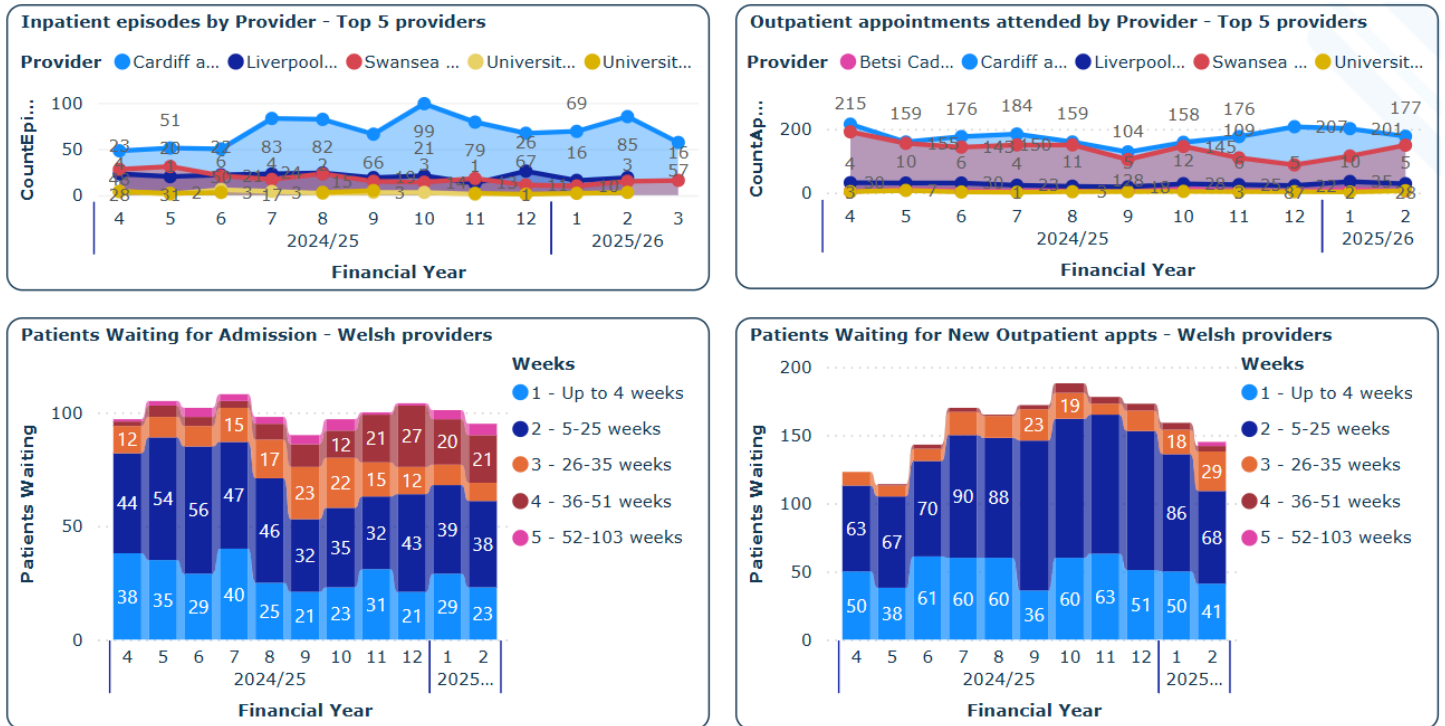 Inpatient episodes by Provider - Top 5 providers
Provider Cardiff a... Liverpool... Swansea ... Universit... Universit...
CountEpi...
100
50
0
51
69
83 82 66 99 79 67 16 85 57
4 5 6 7 8 9 10 11 12 1 2 3
2024/25 2025/26
Financial Year
Outpatient appointments attended by Provider - Top 5 providers
Provider Betsi Cad... Cardiff a... Liverpool... Swansea ... Universit...
CountAp...
200
0
215 159 176 184 159 104 158 176 207 201 177
4 10 6 4 11 5 12 6 5 10 5
4 5 6 7 8 9 10 11 12 1 2
2024/25 2025/26
Financial Year
Patients Waiting for Admission - Welsh providers
Weeks
1 - Up to 4 weeks
2 - 5-25 weeks
3 - 26-35 weeks
4 - 36-51 weeks
5 - 52-103 weeks
Patients Waiting
100
50
0
12 21 27 20 21
12 15 17 23 22 15 12
44 54 56 47 46 32 35 32 43 39 38
38 35 29 40 25 21 23 31 21 29 23
4 5 6 7 8 9 10 11 12 1 2
2024/25 2025...
Financial Year
Patients Waiting for New Outpatient appts - Welsh providers
Weeks
1 - Up to 4 weeks
2 - 5-25 weeks
3 - 26-35 weeks
4 - 36-51 weeks
5 - 52-103 weeks
Patients Waiting
200
150
100
50
0
23 19 18 29
63 67 70 90 88 86 68
50 38 61 60 60 36 60 63 51 50 41
4 5 6 7 8 9 10 11 12 1 2
2024/25 2025...
Financial Year